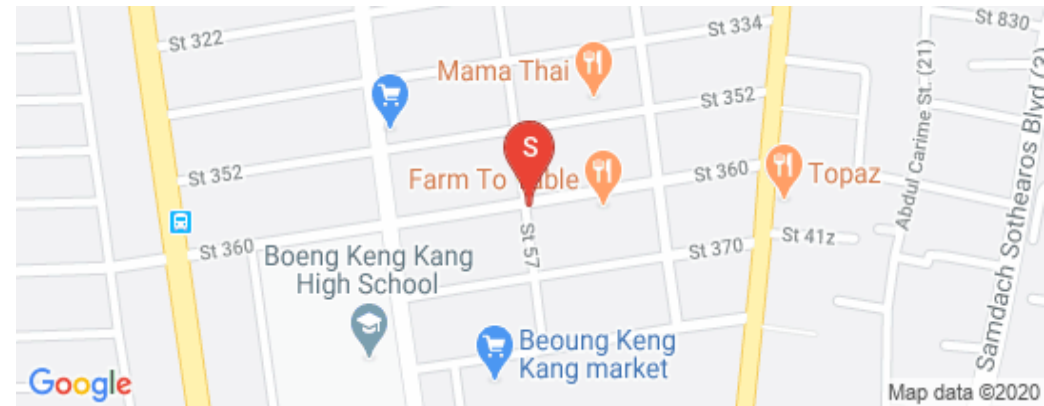 St 322
St 334
St 830
Mama Thai
St 352
Abdul Carime St. (21)
Samdach Sothearos Blvd (3)
S
St 352
Farm To Table
St 360
Topaz
St 360
St 57
St 370
St 41z
Boeng Keng Kang
High School
Beoung Keng
Kang market
Google
Map data ©2020